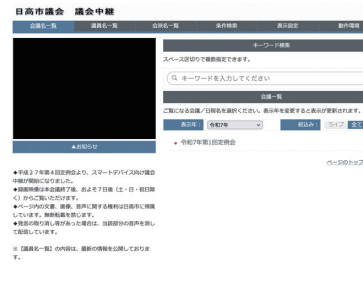 日高市議会　議会中継
会議名一覧　議員名一覧　会派名一覧　条件検索　表示設定　動作環境
キーワード検索
スペース区切りで複数指定できます。
キーワードを入力してください
会議一覧
ご覧になる会議／日程名を選択ください。表示年を変更すると表示が更新されます。
表示年： 令和7年　絞込み： ライブ 全て
令和7年第1回定例会
ページのトップ
▲お知らせ
◆平成27年第4回定例会より、スマートデバイス向け議会
中継が開始になりました。
◆録画映像は本会議終了後、およそ7日後（土・日・祝日除
く）からご覧いただけます。
◆ページ内の文書、画像、音声に関する権利は日高市に帰属
しています。無断転載を禁じます。
◆発言の取り消し等があった場合は、当該部分の音声を消し
て配信しています。
※【議員名一覧】の内容は、最新の情報を公開しておりま
す。